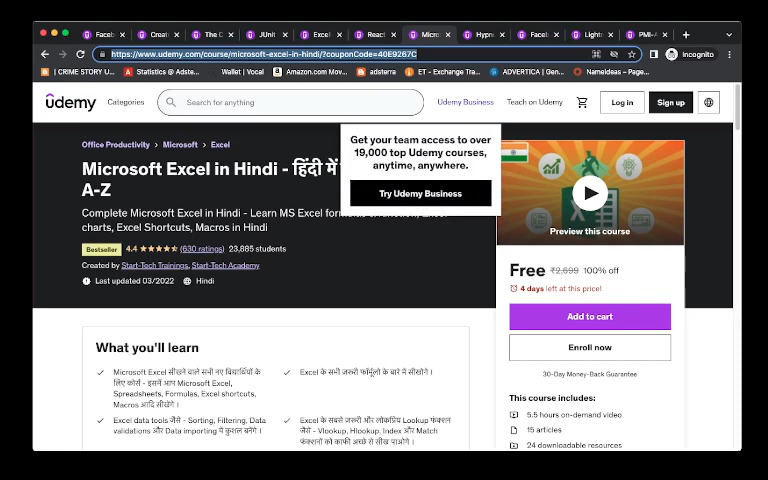 Faceb
Creat
The C
JUnit
Excel
React
Micro
Hypn
Faceb
Lightr
PMI-A
https://www.udemy.com/course/microsoft-excel-in-hindi/?couponCode=40E9267C
Incognito
| CRIME STORY U...
Statistics @ Adste...
Wallet | Vocal
Amazon.com Mov...
adsterra
ET - Exchange Tra...
ADVERTICA | Gen...
NameIdeas – Page...
udemy
Categories
Search for anything
Udemy Business
Teach on Udemy
Log in
Sign up
Get your team access to over
19,000 top Udemy courses,
anytime, anywhere.
Try Udemy Business
Office Productivity > Microsoft > Excel
Microsoft Excel in Hindi - हिंदी में
A-Z
Complete Microsoft Excel in Hindi - Learn MS Excel
charts, Excel Shortcuts, Macros in Hindi
Bestseller 4.4 (630 ratings) 23,885 students
Created by Start-Tech Trainings, Start-Tech Academy
Last updated 03/2022 Hindi
Preview this course
Free ₹2,699 100% off
4 days left at this price!
Add to cart
Enroll now
30-Day Money-Back Guarantee
This course includes:
5.5 hours on-demand video
15 articles
24 downloadable resources
What you'll learn
Microsoft Excel सीखने वाले सभी नए विद्यार्थियों के
लिए कोर्स - इसमें आप Microsoft Excel,
Spreadsheets, Formulas, Excel shortcuts,
Macros आदि सीखेंगे।
Excel के सभी ज़रूरी फॉर्मूलों के बारे में सीखोगे।
Excel data tools जैसे - Sorting, Filtering, Data
validations और Data importing में कुशल बनेंगे।
Excel के सबसे ज़रूरी और लोकप्रिय Lookup फंक्शन
जैसे - Vlookup, Hlookup, Index और Match
फंक्शनों को काफी अच्छे से सीख पाओगे।